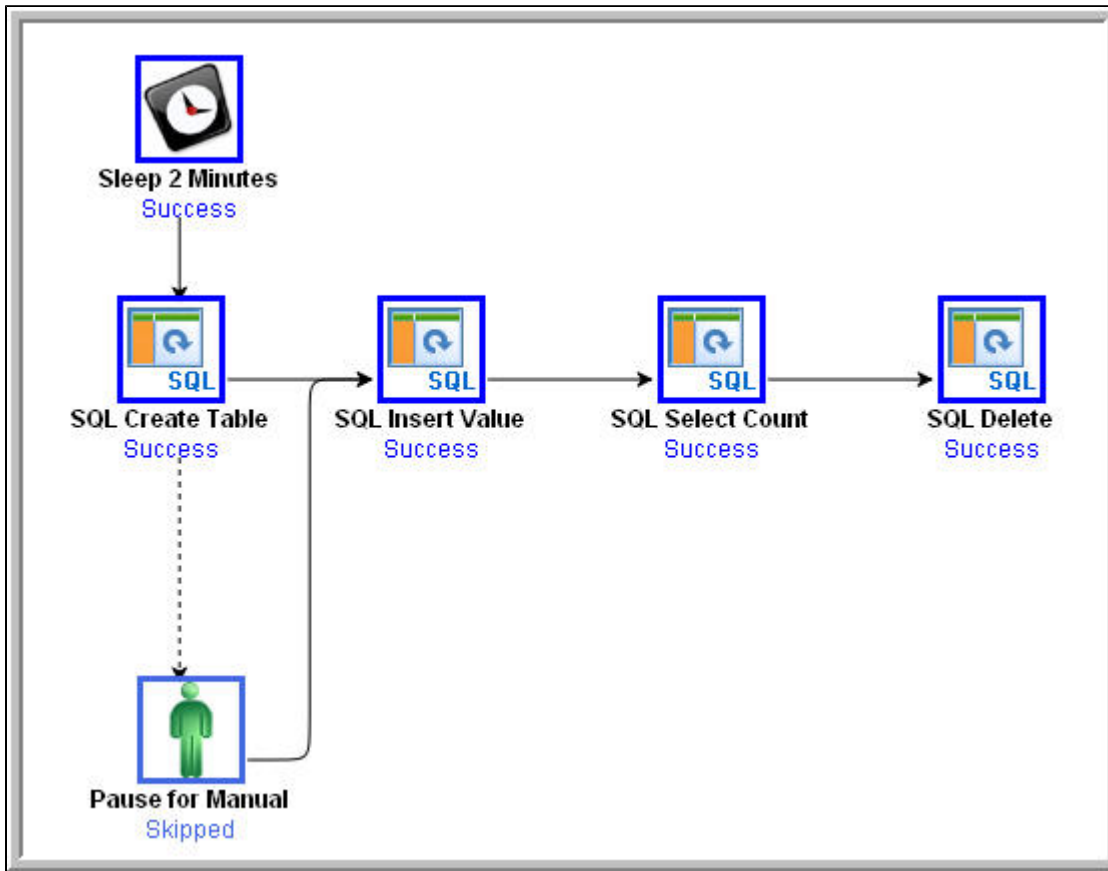 Sleep 2 Minutes
Success
SQL
SQL
SQL
SQL
SQL Create Table
SQL Insert Value
SQL Select Count
SQL Delete
Success
Success
Success
Success
Pause for Manual
Skipped